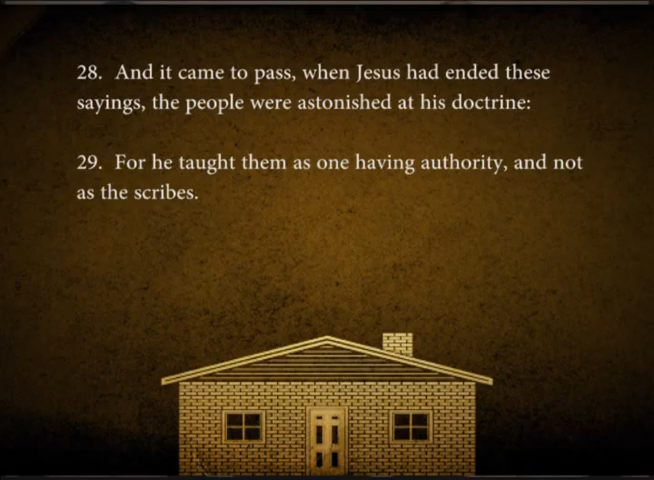 28. And it came to pass, when Jesus had ended these
sayings, the people were astonished at his doctrine:
29. For he taught them as one having authority, and not
as the scribes.